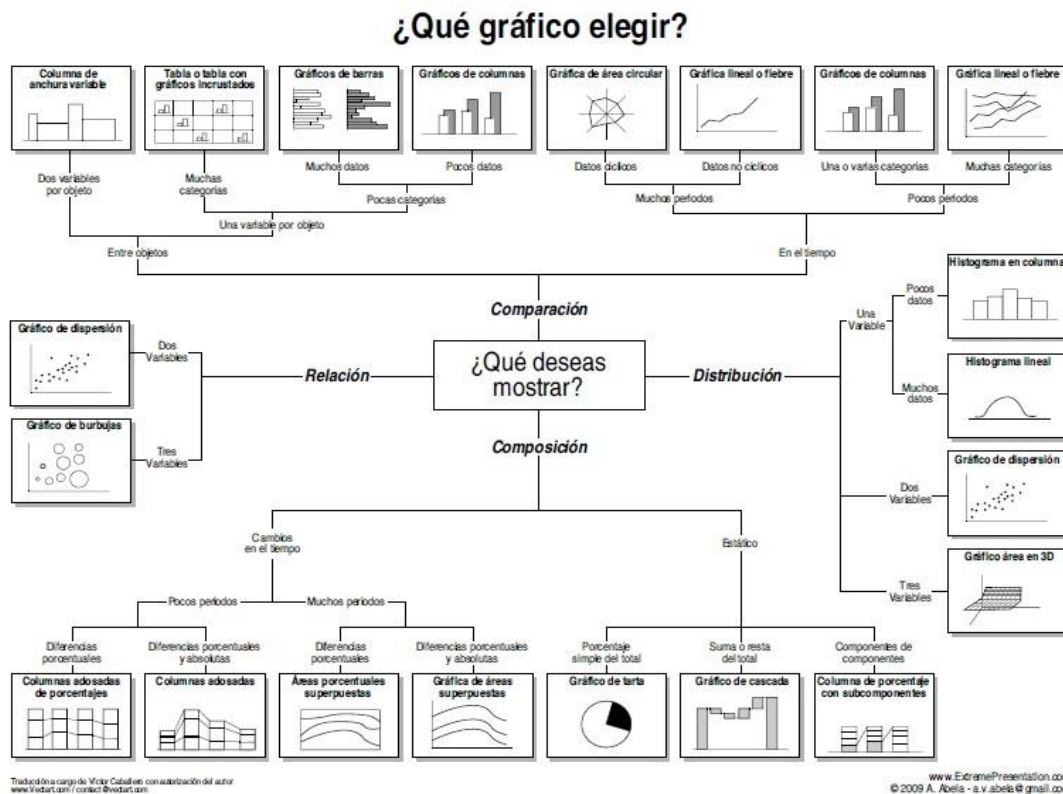 ¿Qué gráfico elegir?
Columna de
anchura variable
Tabla o tabla con
gráficos incrustados
Gráficos de barras
Gráficos de columnas
Gráfica de área circular
Gráfica lineal o fiebre
Gráficos de columnas
Gráfica lineal o fiebre
Dos variables
por objeto
Muchas
categorías
Muchos datos
Pocos datos
Datos cíclicos
Datos no cíclicos
Una o varias categorías
Muchas categorías
Pocas categorías
Muchos periodos
Pocos periodos
Una variable por objeto
Entre objetos
En el tiempo
Comparación
Histograma en columna
Pocos
datos
Una
Variable
Gráfico de dispersión
Dos
Variables
Relación
¿Qué deseas
mostrar?
Distribución
Histograma lineal
Muchos
datos
Gráfico de burbujas
Tres
Variables
Composición
Gráfico de dispersión
Dos
Variables
Cambios
en el tiempo
Estático
Gráfico área en 3D
Tres
Variables
Pocos periodos
Muchos periodos
Diferencias
porcentuales
Diferencias porcentuales
y absolutas
Diferencias
porcentuales
Diferencias porcentuales
y absolutas
Porcentaje
simple del total
Suma o resta
del total
Componentes de
componentes
Columnas adosadas
de porcentajes
Columnas adosadas
Áreas porcentuales
superpuestas
Gráfica de áreas
superpuestas
Gráfico de tarta
Gráfico de cascada
Columna de porcentaje
con subcomponentes
Traducción a cargo de Víctor Caballero con autorización del autor
www.Vectart.com / contact@vectart.com
www.ExtremePresentation.co
© 2009 A. Abela - a.v.abela@gmail.co